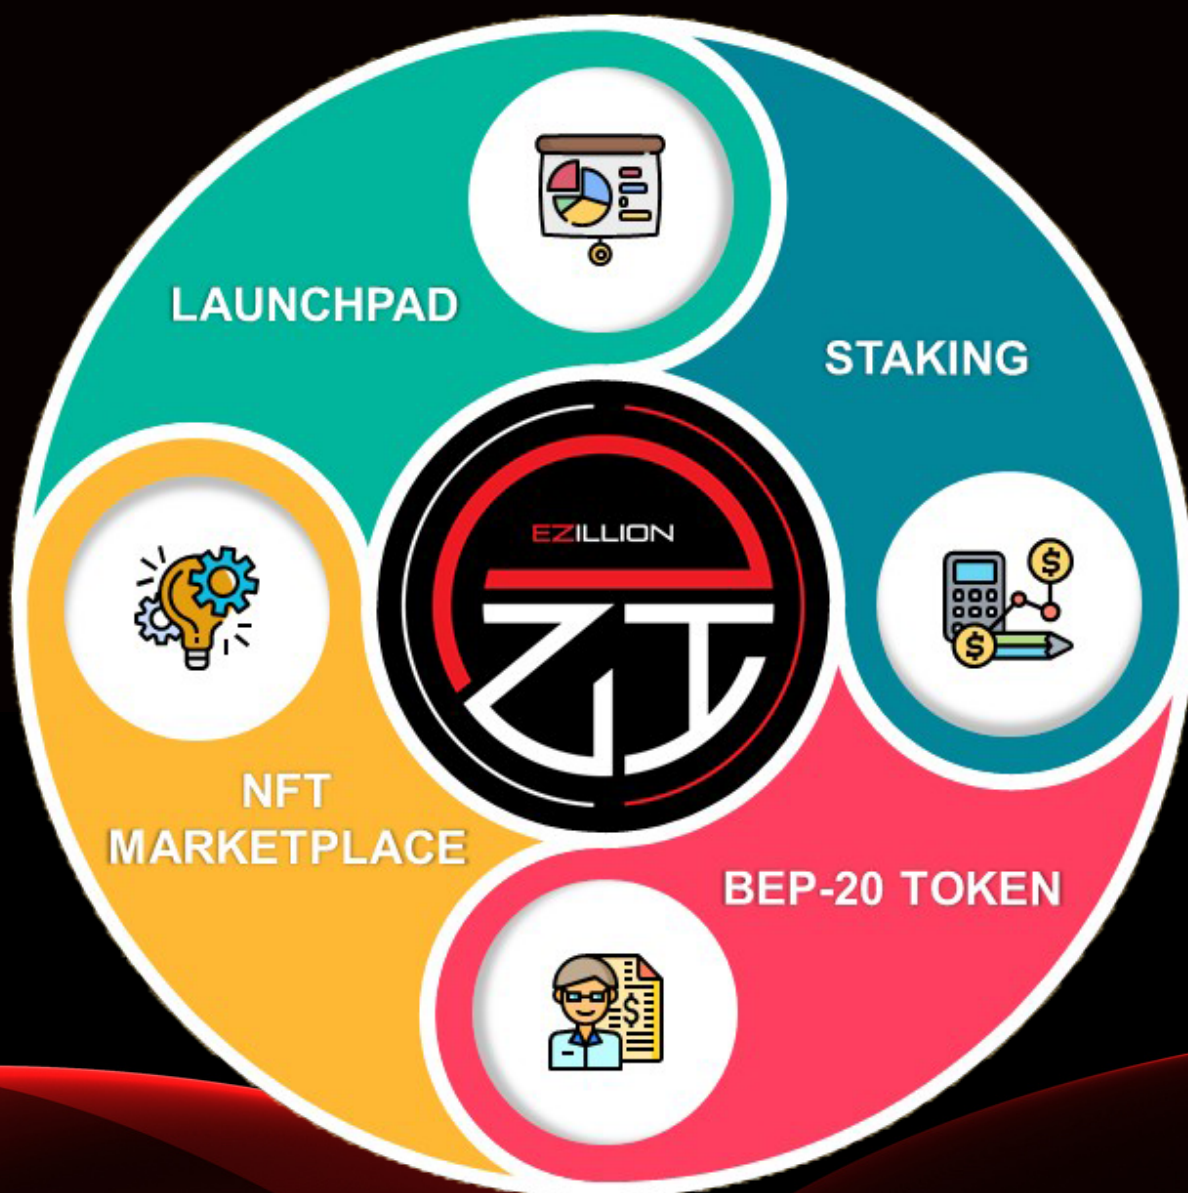 LAUNCHPAD
STAKING
EZILLION
NFT
MARKETPLACE
BEP-20 TOKEN